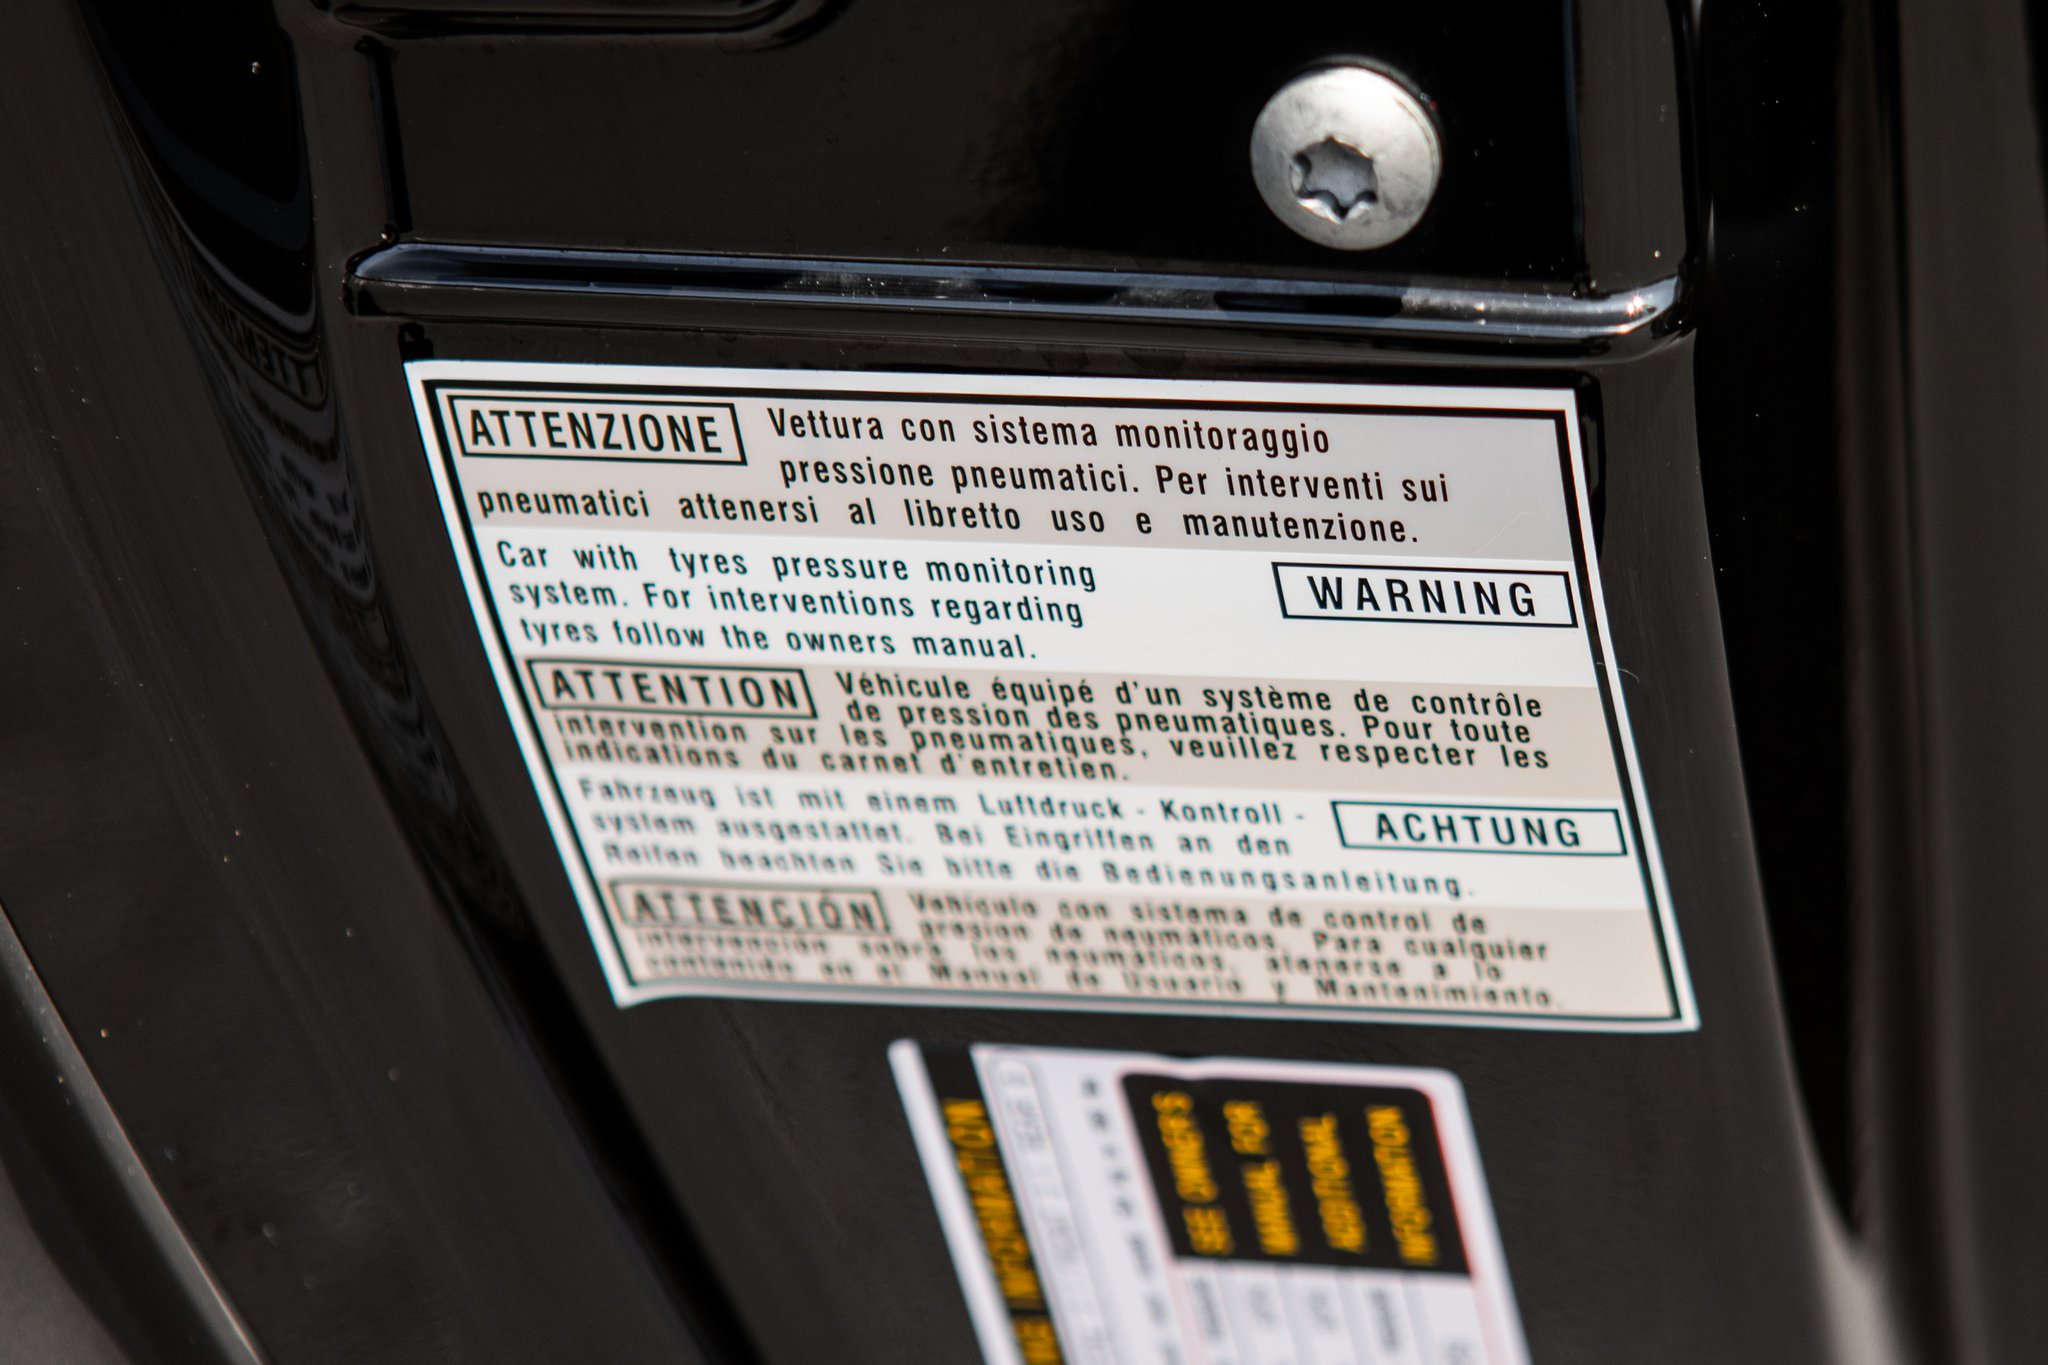 ATTENZIONE Vettura con sistema monitoraggio
pressione pneumatici. Per interventi sui
pneumatici attenersi al libretto uso e manutenzione.
Car with tyres pressure monitoring
system. For interventions regarding
tyres follow the owners manual.
WARNING
ATTENTION Véhicule équipé d'un système de contrôle
de pression des pneumatiques. Pour toute
intervention sur les pneumatiques, veuillez respecter les
indications du carnet d'entretien.
Fahrzeug ist mit einem Luftdruck - Kontroll -
system ausgestattet. Bei Eingriffen an den
Reifen beachten Sie bitte die Bedienungsanleitung.
ACHTUNG
ATTENCIÓN Vehiculo con sistema de control de
presion de neumáticos. Para cualquier
intervención sobre los neumáticos, atenerse a lo
contenido en el Manual de Usuario y Mantenimiento.
INFORMATION
SEE OWNER'S
MANUAL FOR
ADDITIONAL
INFORMATION